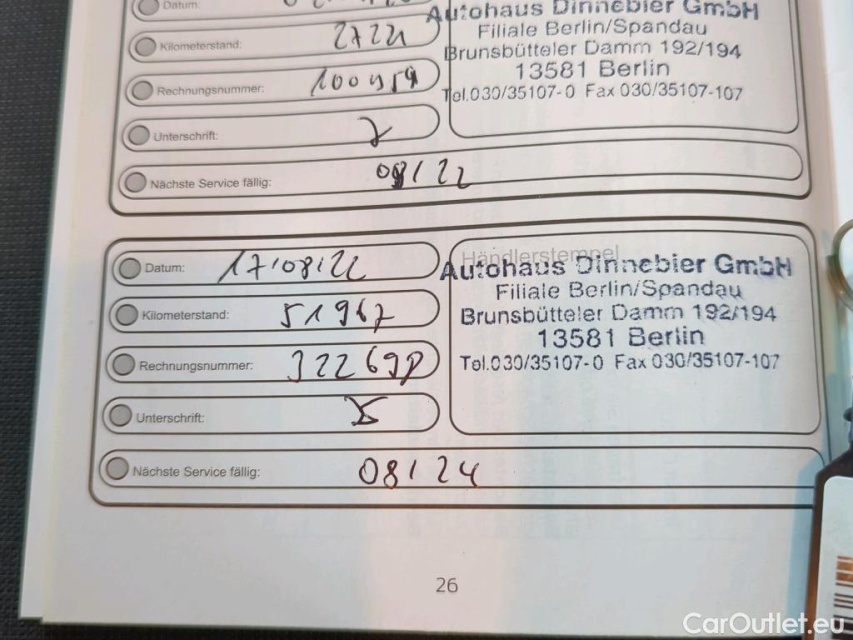 Datum:
Kilometerstand:
Rechnungsnummer:
Unterschrift:
Nächste Service fällig: 08/22
Autohaus Dinnebier GmbH
Filiale Berlin/Spandau
Brunsbütteler Damm 192/194
13581 Berlin
Tel.030/35107-0 Fax 030/35107-107
Datum: 17/08/22
Kilometerstand: 51967
Rechnungsnummer:
Unterschrift:
Nächste Service fällig: 08/24
Händlerstempel
Autohaus Dinnebier GmbH
Filiale Berlin/Spandau
Brunsbütteler Damm 192/194
13581 Berlin
Tel.030/35107-0 Fax 030/35107-107
26
CarOutlet.eu